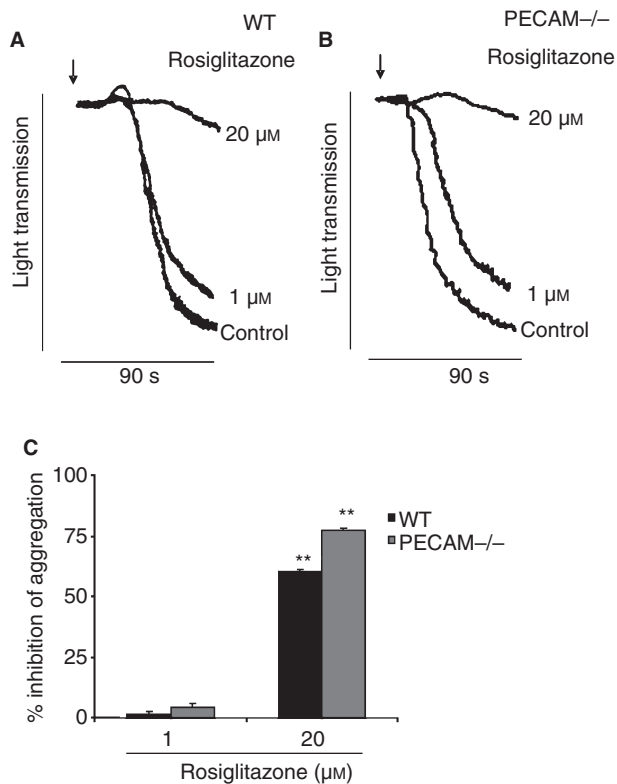 A
WT
Rosiglitazone
Light transmission
20 µM
1 µM
Control
90 s
B
PECAM–/–
Rosiglitazone
Light transmission
20 µM
1 µM
Control
90 s
C
% inhibition of aggregation
100
75
50
25
0
**
**
WT
PECAM–/–
1
20
Rosiglitazone (µM)